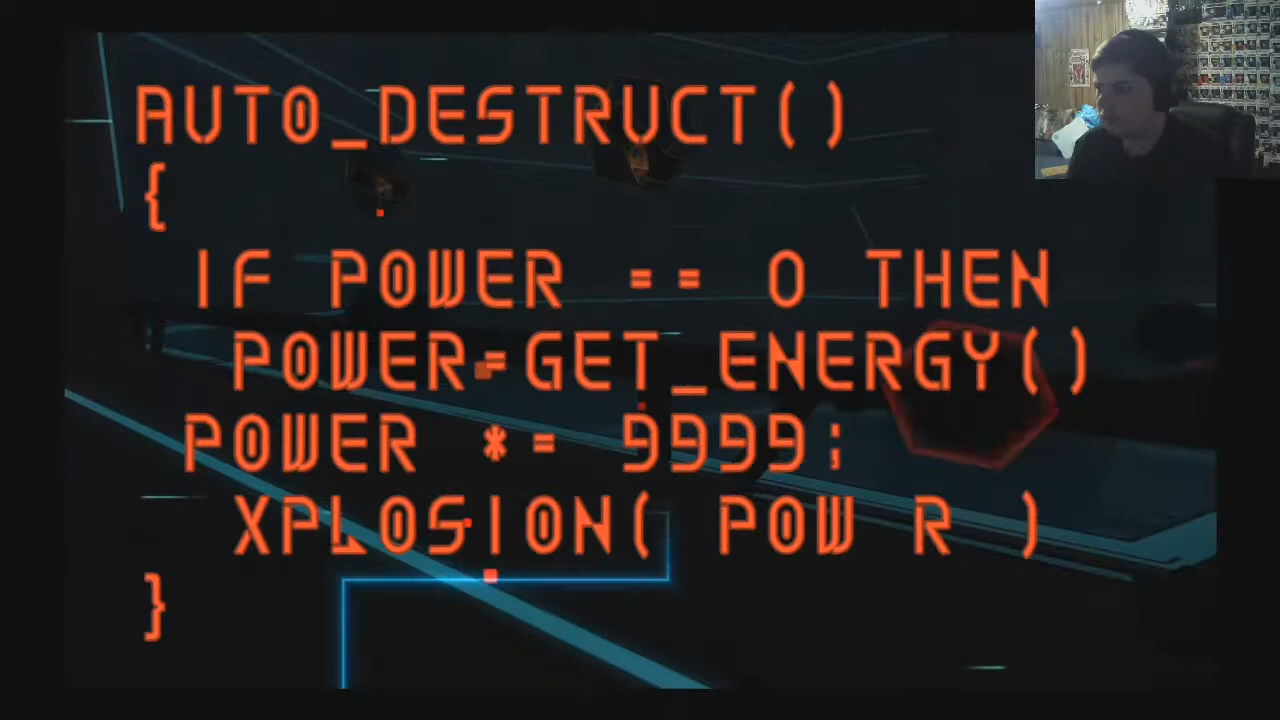 AUTO_DESTRUCT()
{
IF POWER == 0 THEN
POWER=GET_ENERGY()
POWER *= 9999;
XPLOSION( POW R )
}